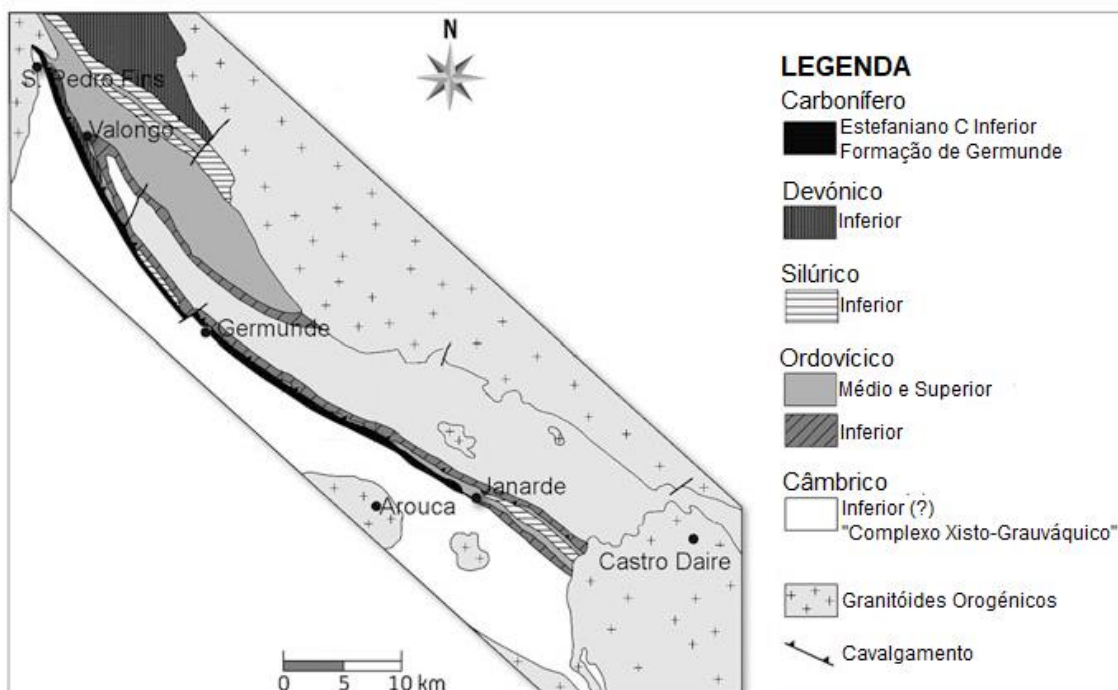 N
S. Pedro Fins
Valongo
Germunde
Janarde
Arouca
Castro Daire
0 5 10 km
LEGENDA
Carbonífero
Estefaniano C Inferior
Formação de Germunde
Devónico
Inferior
Silúrico
Inferior
Ordovícico
Médio e Superior
Inferior
Câmbrico
Inferior (?)
"Complexo Xisto-Grauváquico"
Granitóides Orogénicos
Cavalgamento